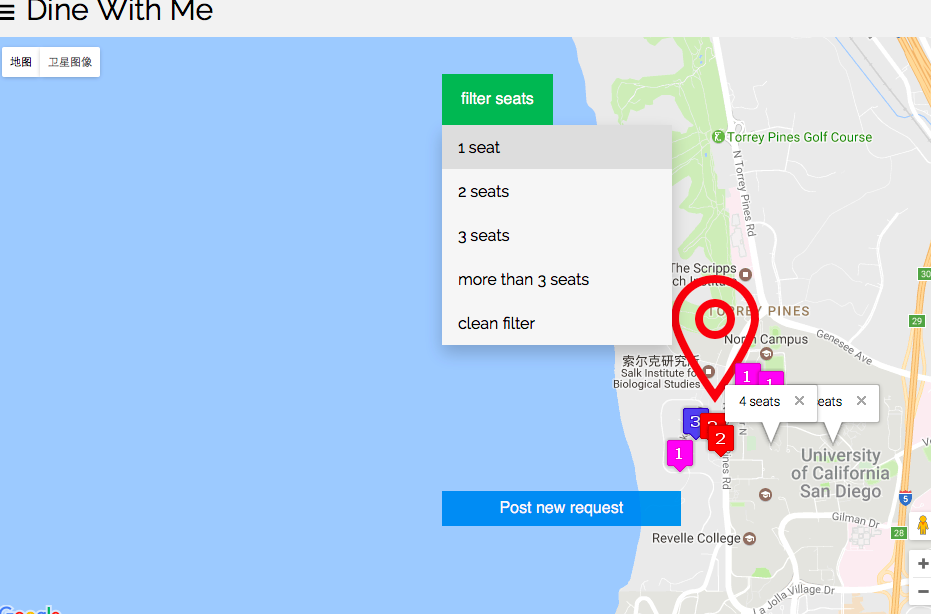 Dine With Me
地图
卫星图像
filter seats
1 seat
2 seats
3 seats
more than 3 seats
clean filter
Torrey Pines Golf Course
N Torrey Pines Rd
The Scripps
TORREY PINES
North Campus
Genesee Ave
30
29
索尔克研究所
Salk Institute for
Biological Studies
1
1
4 seats
eats
3
2
2
1
University
of California
San Diego
5
Gilman Dr
28
Post new request
Revelle College
La Jolla Village Dr
Google